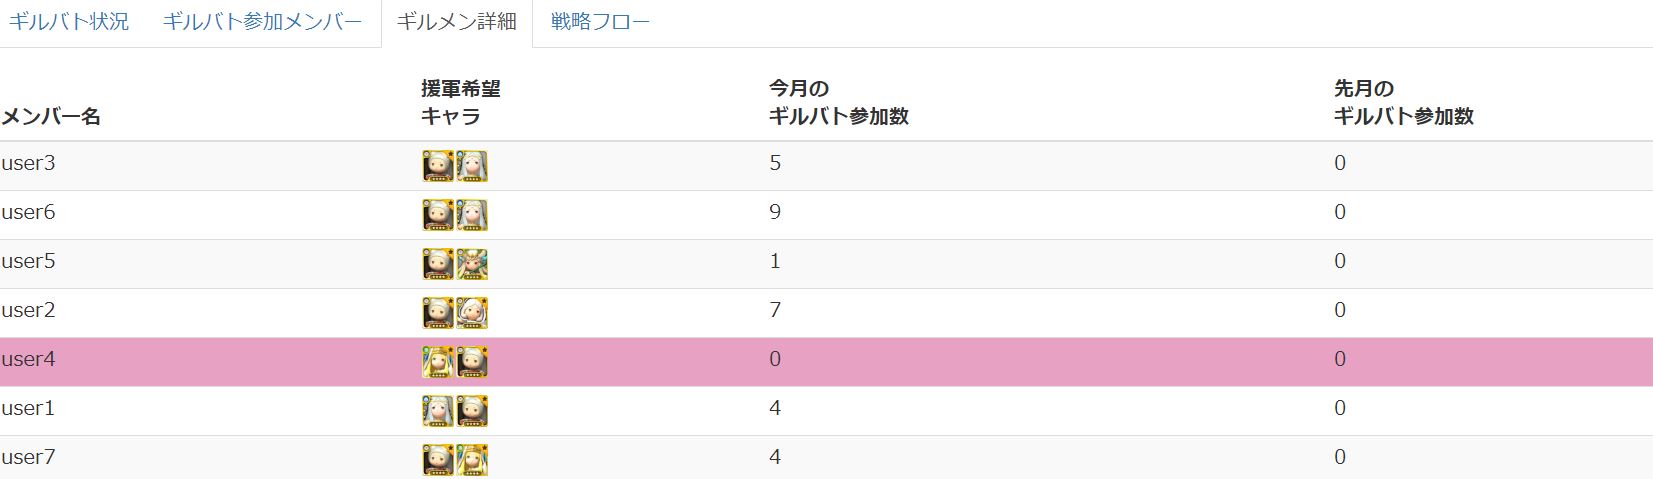 ギルバト状況 ギルバト参加メンバー ギルメン詳細 戦略フロー
メンバー名 援軍希望キャラ 今月のギルバト参加数 先月のギルバト参加数
user3 5 0
user6 9 0
user5 1 0
user2 7 0
user4 0 0
user1 4 0
user7 4 0